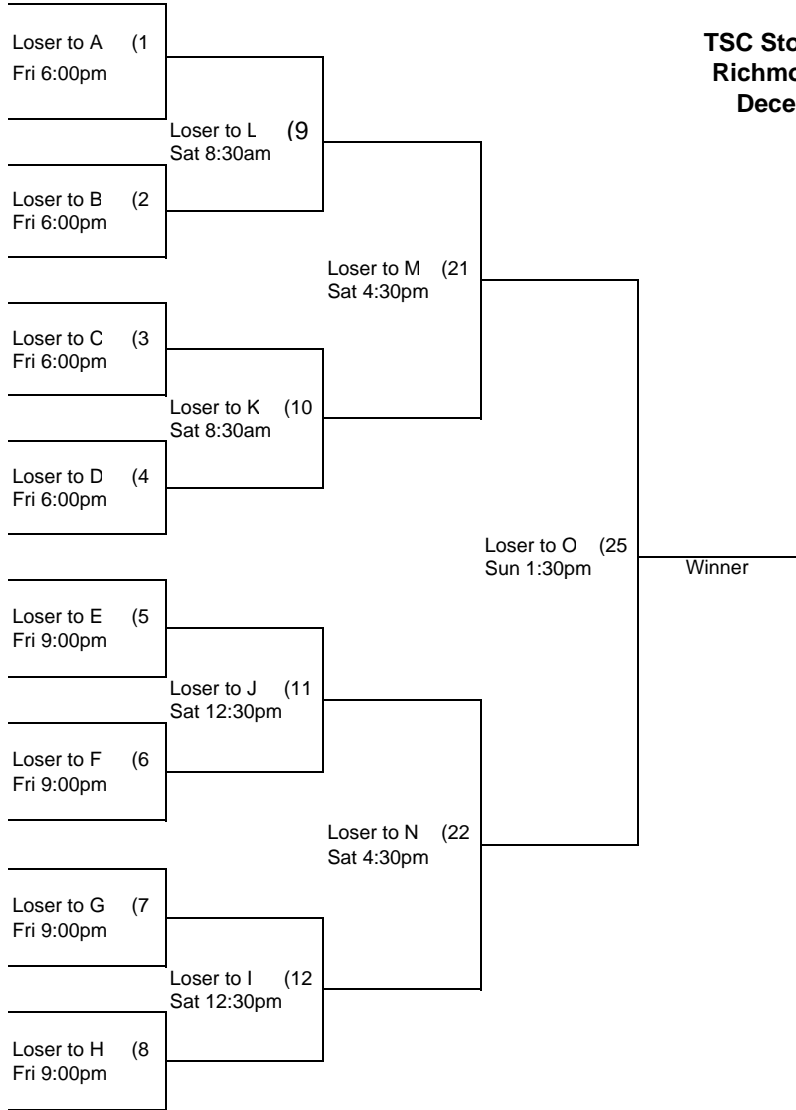 TSC
Loser to A (1
Fri 6:00pm
Loser to L (9
Sat 8:30am
Loser to B (2
Fri 6:00pm
Loser to M (21
Sat 4:30pm
Loser to C (3
Fri 6:00pm
Loser to K (10
Sat 8:30am
Loser to D (4
Fri 6:00pm
Loser to O (25
Sun 1:30pm
Winner
Loser to E (5
Fri 9:00pm
Loser to J (11
Sat 12:30pm
Loser to F (6
Fri 9:00pm
Loser to N (22
Sat 4:30pm
Loser to G (7
Fri 9:00pm
Loser to I (12
Sat 12:30pm
Loser to H (8
Fri 9:00pm